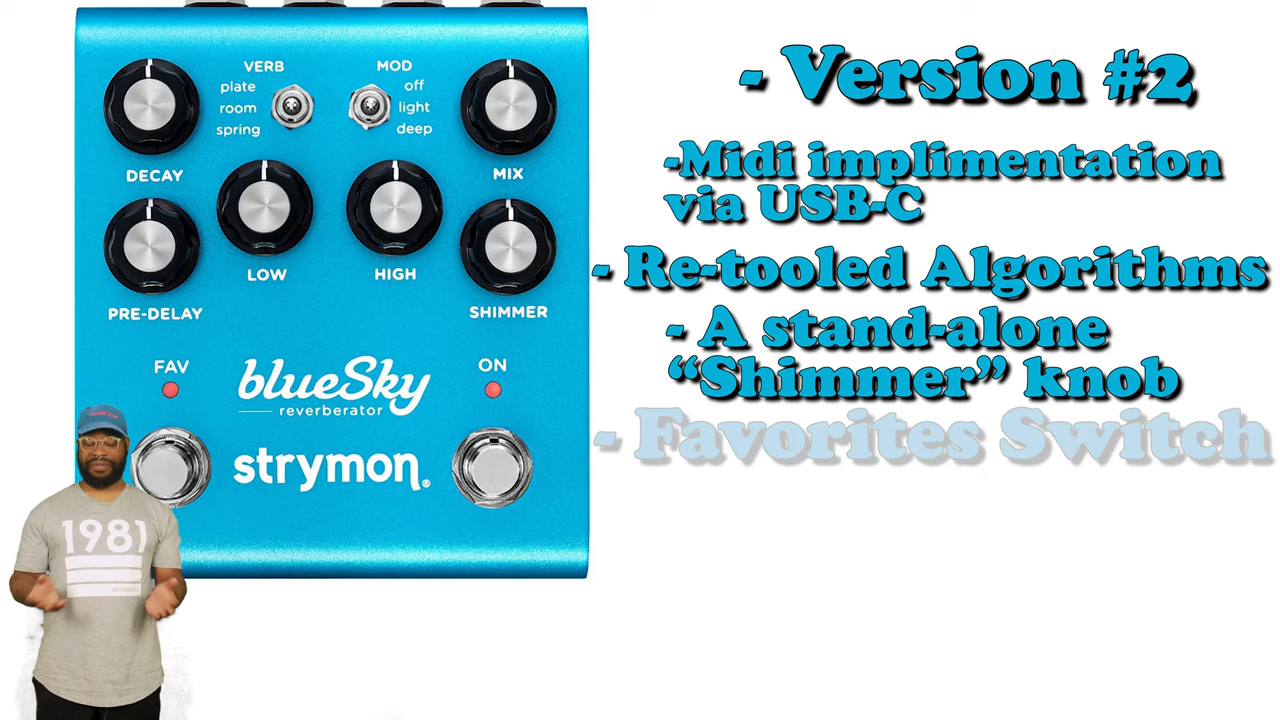 VERB
plate
room
spring
MOD
off
light
deep
DECAY
MIX
LOW
HIGH
PRE-DELAY
SHIMMER
FAV
ON
blueSky
reverberator
strymon®
1981
- Version #2
-Midi implimentation
via USB-C
- Re-tooled Algorithms
- A stand-alone
“Shimmer” knob
- Favorites Switch